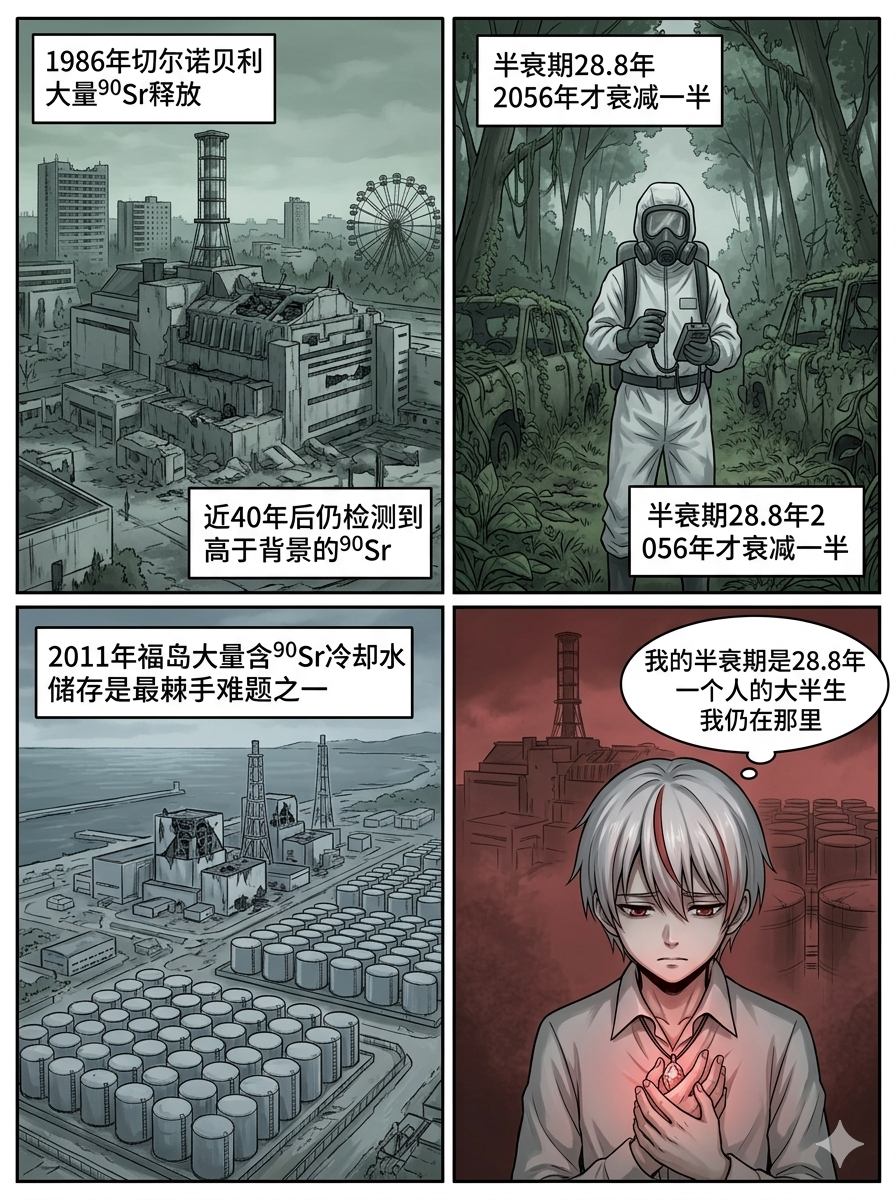 1986年切尔诺贝利
大量⁹⁰Sr释放
近40年后仍检测到
高于背景的⁹⁰Sr
半衰期28.8年
2056年才衰减一半
半衰期28.8年2
056年才衰减一半
2011年福岛大量含⁹⁰Sr冷却水
储存是最棘手难题之一
我的半衰期是28.8年
一个人的大半生
我仍在那里